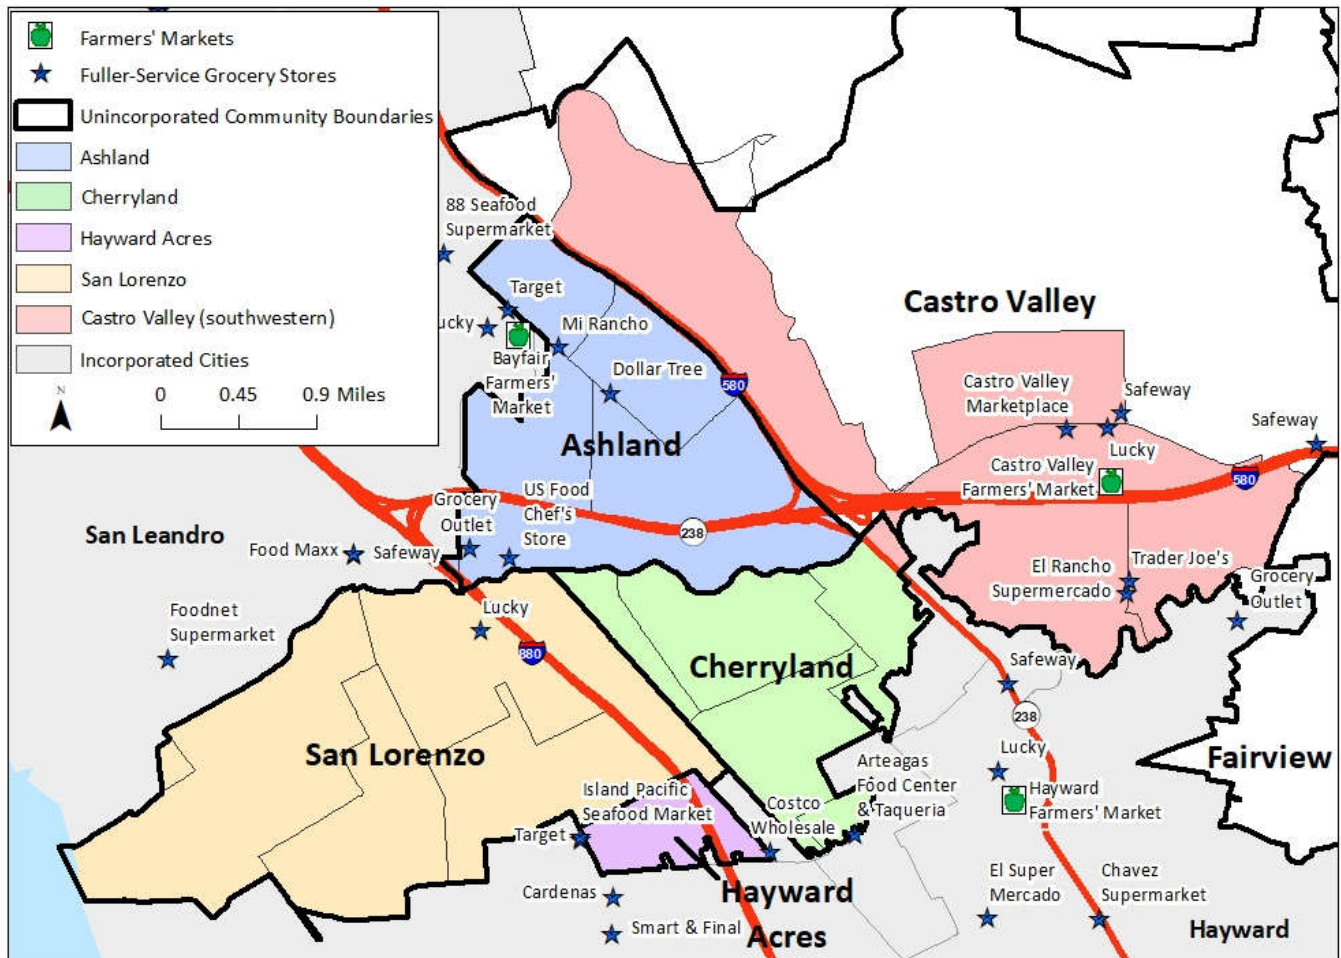 Farmers' Markets
Fuller-Service Grocery Stores
Unincorporated Community Boundaries
Ashland
Cherryland
Hayward Acres
San Lorenzo
Castro Valley (southwestern)
Incorporated Cities
N
0 0.45 0.9 Miles
88 Seafood
Supermarket
Target
ucky
Mi Rancho
Bayfair
Farmers'
Market
Dollar Tree
580
Castro Valley
Castro Valley
Marketplace
Safeway
Safeway
Lucky
Castro Valley
Farmers' Market
580
Ashland
Grocery
Outlet
US Food
Chef's
Store
238
San Leandro
Food Maxx
Safeway
El Rancho
Supermercado
Trader Joe's
Grocery
Outlet
Foodnet
Supermarket
Lucky
880
Cherryland
Safeway
238
San Lorenzo
Lucky
Fairview
Island Pacific
Seafood Market
Costco
Wholesale
Arteagas
Food Center
& Taqueria
Hayward
Farmers' Market
Target
Cardenas
Smart & Final
Hayward
Acres
El Super
Mercado
Chavez
Supermarket
Hayward